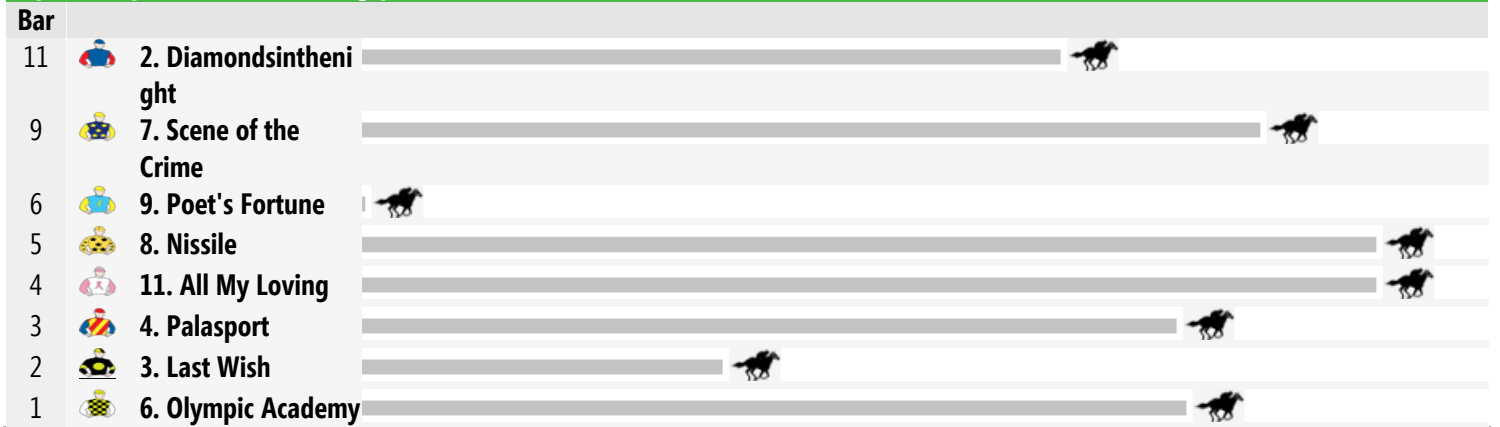 Bar
11 2. Diamondsintheni
ght
9 7. Scene of the
Crime
6 9. Poet's Fortune
5 8. Nissile
4 11. All My Loving
3 4. Palasport
2 3. Last Wish
1 6. Olympic Academy